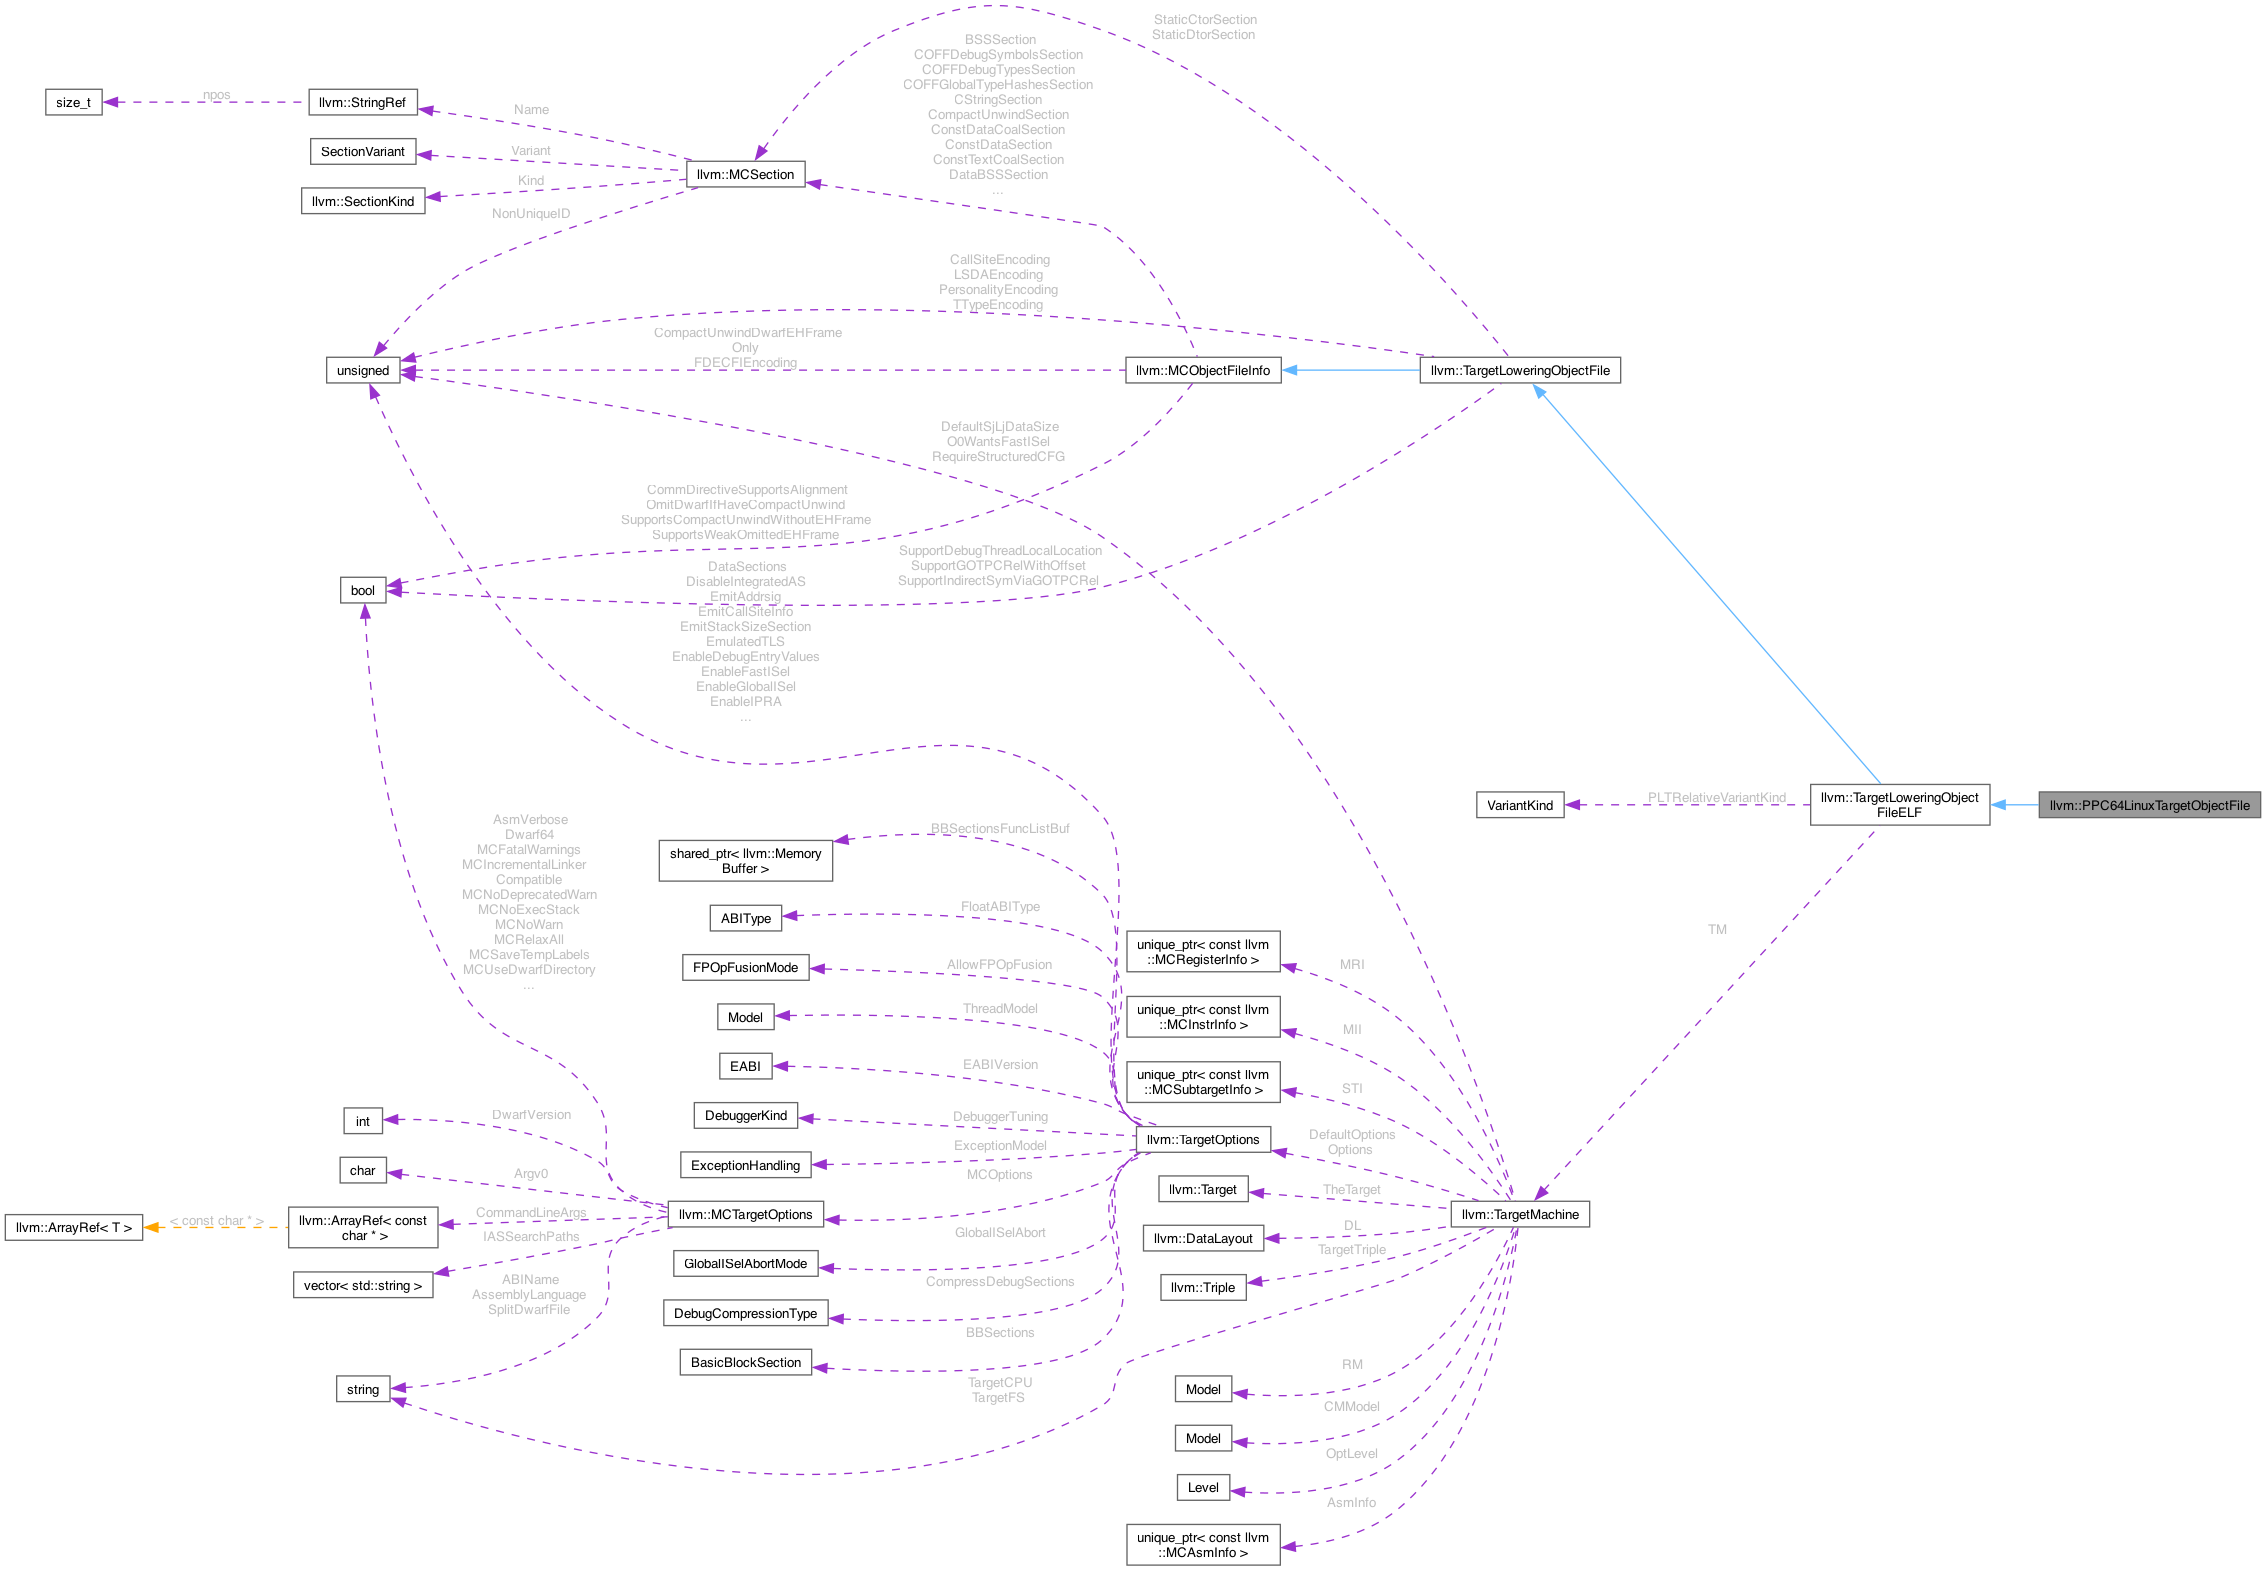 StaticCtorSection
StaticDtorSection
BSSSection
COFFDebugSymbolsSection
COFFDebugTypesSection
COFFGlobalTypeHashesSection
CStringSection
CompactUnwindSection
ConstDataCoalSection
ConstDataSection
ConstTextCoalSection
DataBSSSection
...
size_t
npos
llvm::StringRef
Name
SectionVariant
Variant
llvm::MCSection
Kind
llvm::SectionKind
NonUniqueID
CallSiteEncoding
LSDAEncoding
PersonalityEncoding
TTypeEncoding
CompactUnwindDwarfEHFrame
Only
FDECFIEncoding
unsigned
llvm::MCObjectFileInfo
llvm::TargetLoweringObjectFile
DefaultSjLjDataSize
O0WantsFastISel
RequireStructuredCFG
CommDirectiveSupportsAlignment
OmitDwarfIfHaveCompactUnwind
SupportsCompactUnwindWithoutEHFrame
SupportsWeakOmittedEHFrame
SupportDebugThreadLocalLocation
SupportGOTPCRelWithOffset
SupportIndirectSymViaGOTPCRel
bool
DataSections
DisableIntegratedAS
EmitAddrsig
EmitCallSiteInfo
EmitStackSizeSection
EmulatedTLS
EnableDebugEntryValues
EnableFastISel
EnableGlobalISel
EnableIPRA
...
VariantKind
PLTRelativeVariantKind
llvm::TargetLoweringObject
FileELF
llvm::PPC64LinuxTargetObjectFile
AsmVerbose
Dwarf64
MCFatalWarnings
MCIncrementalLinker
Compatible
MCNoDeprecatedWarn
MCNoExecStack
MCNoWarn
MCRelaxAll
MCSaveTempLabels
MCUseDwarfDirectory
...
shared_ptr< llvm::Memory
Buffer >
BBSectionsFuncListBuf
ABIType
FloatABIType
FPOpFusionMode
AllowFPOpFusion
Model
ThreadModel
EABI
EABIVersion
DebuggerKind
DebuggerTuning
ExceptionHandling
ExceptionModel
MCOptions
unique_ptr< const llvm
::MCRegisterInfo >
MRI
unique_ptr< const llvm
::MCInstrInfo >
MII
unique_ptr< const llvm
::MCSubtargetInfo >
STI
TM
llvm::TargetOptions
DefaultOptions
Options
llvm::Target
TheTarget
llvm::TargetMachine
llvm::DataLayout
DL
TargetTriple
llvm::Triple
int
DwarfVersion
char
Argv0
llvm::ArrayRef< T >
< const char * >
llvm::ArrayRef< const
char * >
CommandLineArgs
llvm::MCTargetOptions
IASSearchPaths
vector< std::string >
ABIName
AssemblyLanguage
SplitDwarfFile
GlobalISelAbort
GlobalISelAbortMode
CompressDebugSections
DebugCompressionType
BBSections
BasicBlockSection
string
TargetCPU
TargetFS
RM
Model
CMModel
Model
OptLevel
Level
AsmInfo
unique_ptr< const llvm
::MCAsmInfo >